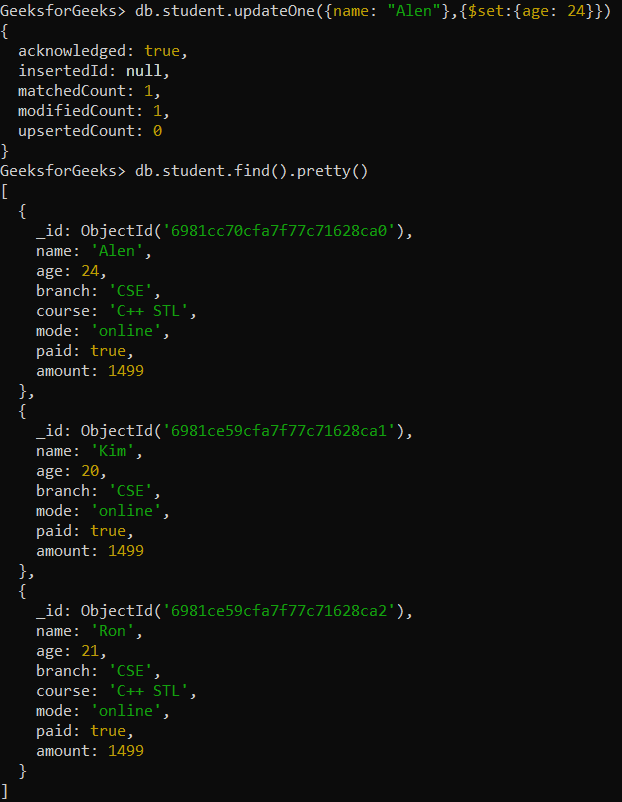 GeeksforGeeks> db.student.updateOne({name: "Alen"},{$set:{age: 24}})
{
  acknowledged: true,
  insertedId: null,
  matchedCount: 1,
  modifiedCount: 1,
  upsertedCount: 0
}
GeeksforGeeks> db.student.find().pretty()
[
  {
    _id: ObjectId('6981cc70cfa7f77c71628ca0'),
    name: 'Alen',
    age: 24,
    branch: 'CSE',
    course: 'C++ STL',
    mode: 'online',
    paid: true,
    amount: 1499
  },
  {
    _id: ObjectId('6981ce59cfa7f77c71628ca1'),
    name: 'Kim',
    age: 20,
    branch: 'CSE',
    mode: 'online',
    paid: true,
    amount: 1499
  },
  {
    _id: ObjectId('6981ce59cfa7f77c71628ca2'),
    name: 'Ron',
    age: 21,
    branch: 'CSE',
    course: 'C++ STL',
    mode: 'online',
    paid: true,
    amount: 1499
  }
]